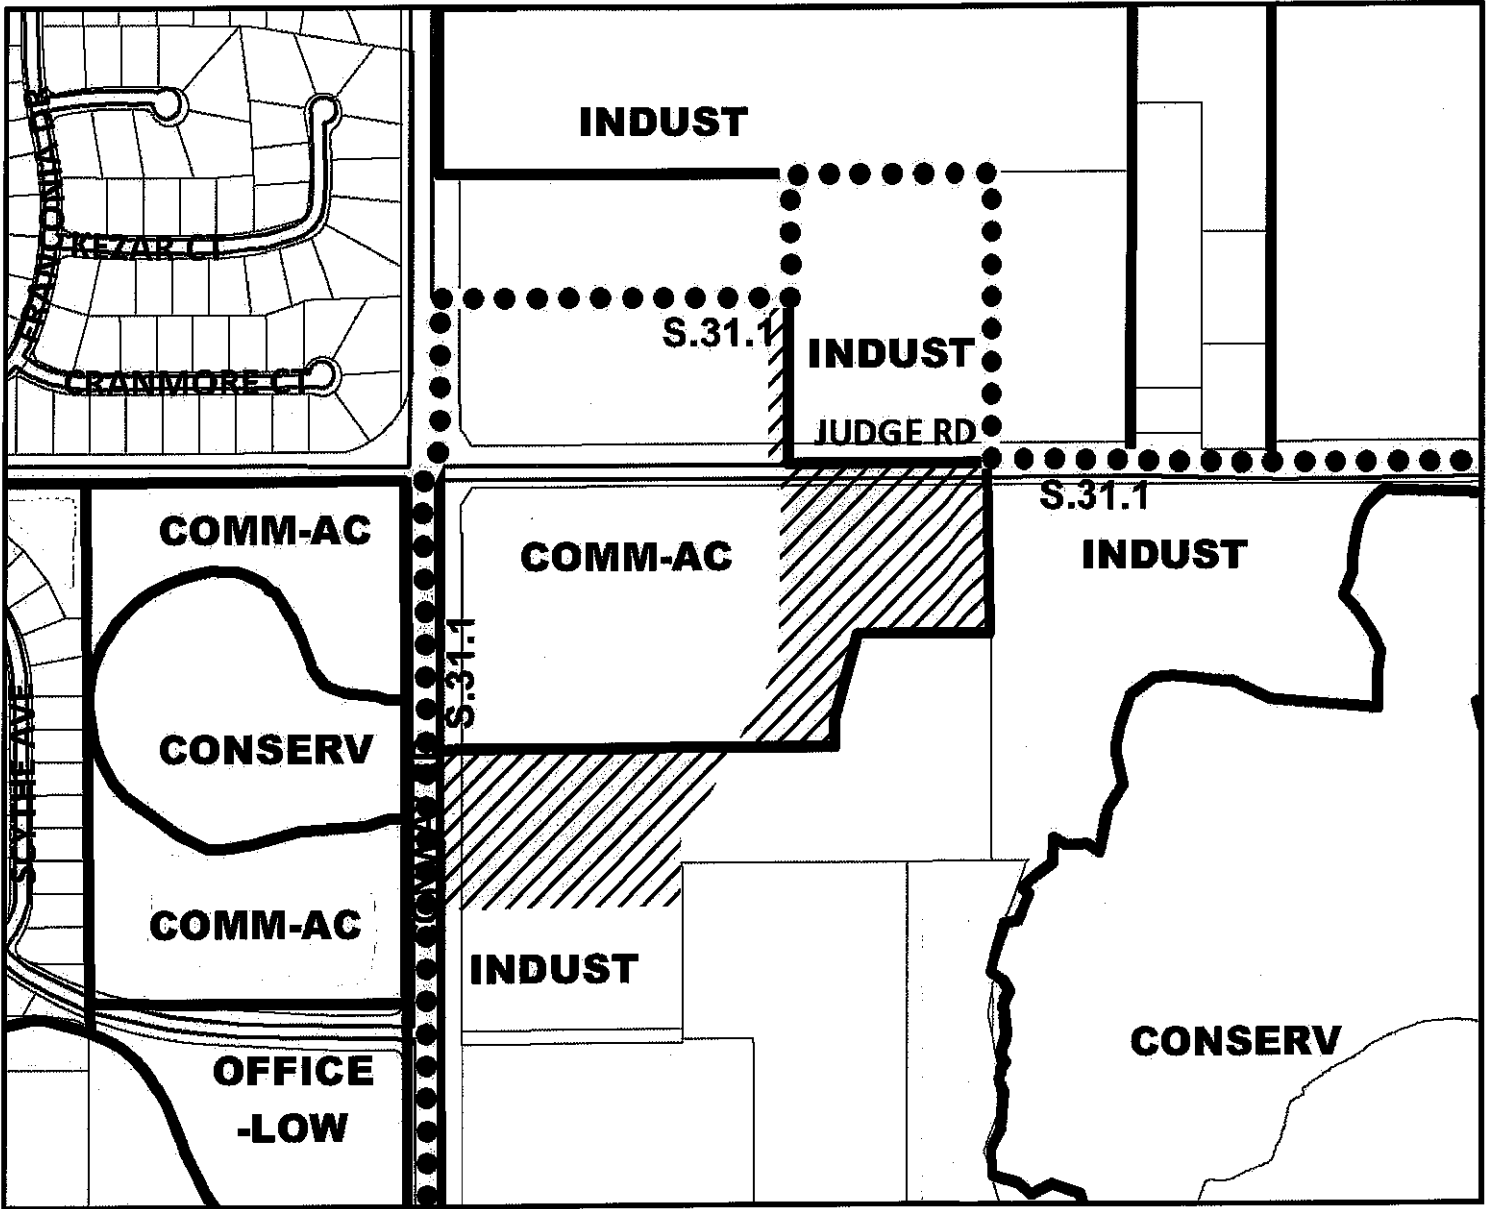 INDUST
FRANCONIA DR
KEZAR CT
S.31.1
INDUST
CRANMORE CT
JUDGE RD
S.31.1
COMM-AC
COMM-AC
INDUST
S.31.1
CONSERV
SCYTHE AVE
COMM-AC
INDUST
CONSERV
OFFICE
-LOW